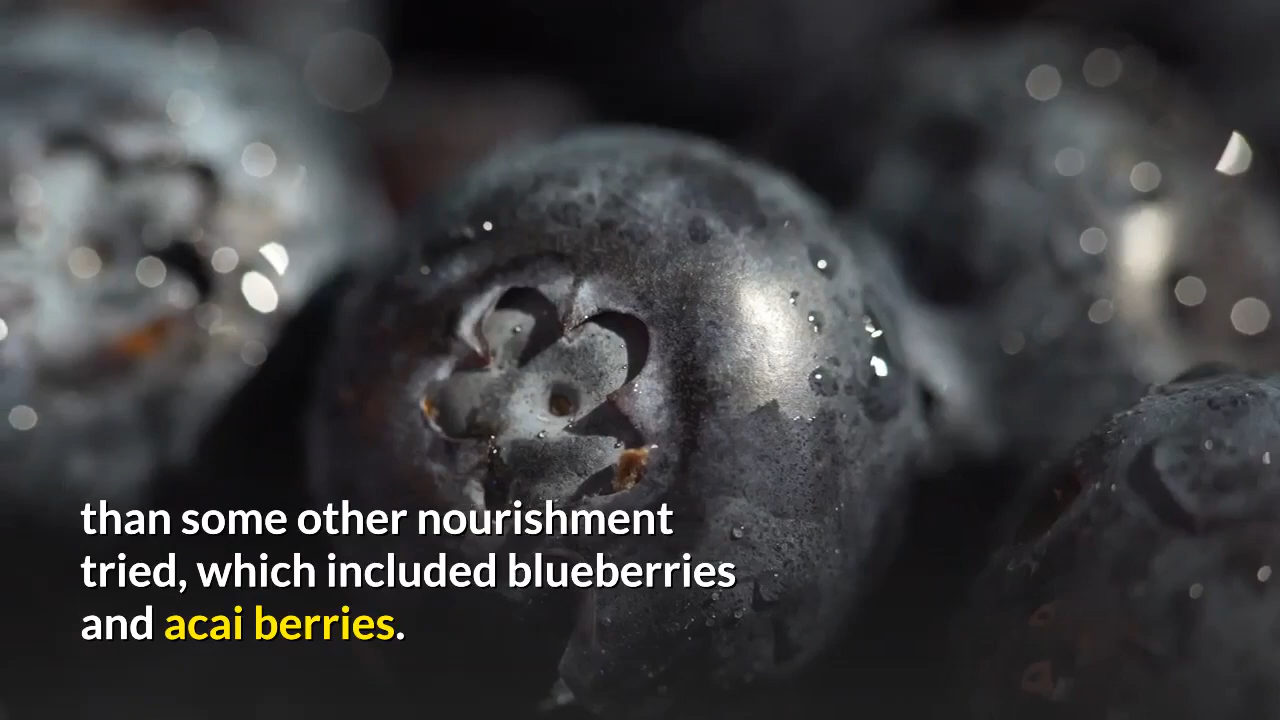 than some other nourishment
tried, which included blueberries
and acai berries.